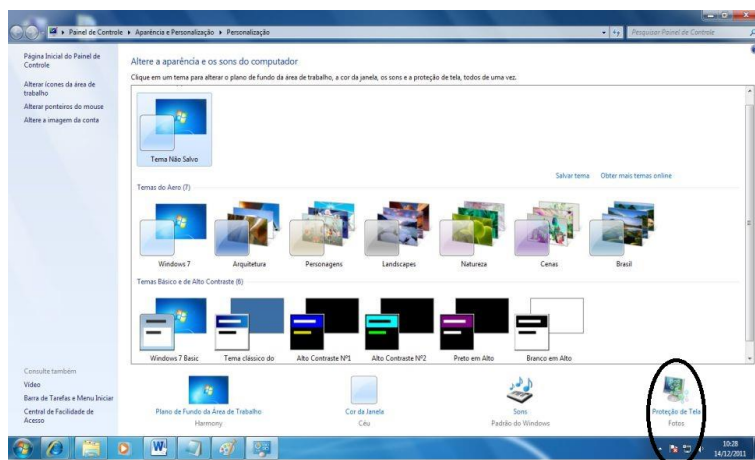 Painel de Controle ▸ Aparência e Personalização ▸ Personalização
Pesquisar Painel de Controle
Página Inicial do Painel de
Controle
Alterar ícones da área de
trabalho
Alterar ponteiros do mouse
Altere a imagem da conta
Altere a aparência e os sons do computador
Clique em um tema para alterar o plano de fundo da área de trabalho, a cor da janela, os sons e a proteção de tela, todos de uma vez.
Tema Não Salvo
Salvar tema Obter mais temas online
Temas do Aero (7)
Windows 7 Arquitetura Personagens Landscapes Natureza Cenas Brasil
Temas Básico e de Alto Contraste (6)
Windows 7 Basic Tema clássico do Alto Contraste Nº1 Alto Contraste Nº2 Preto em Alto Branco em Alto
Consulte também
Vídeo
Barra de Tarefas e Menu Iniciar
Central de Facilidade de
Acesso
Plano de Fundo da Área de Trabalho
Harmony
Cor da Janela
Céu
Sons
Padrão do Windows
Proteção de Tela
Fotos
10:28
14/12/2011